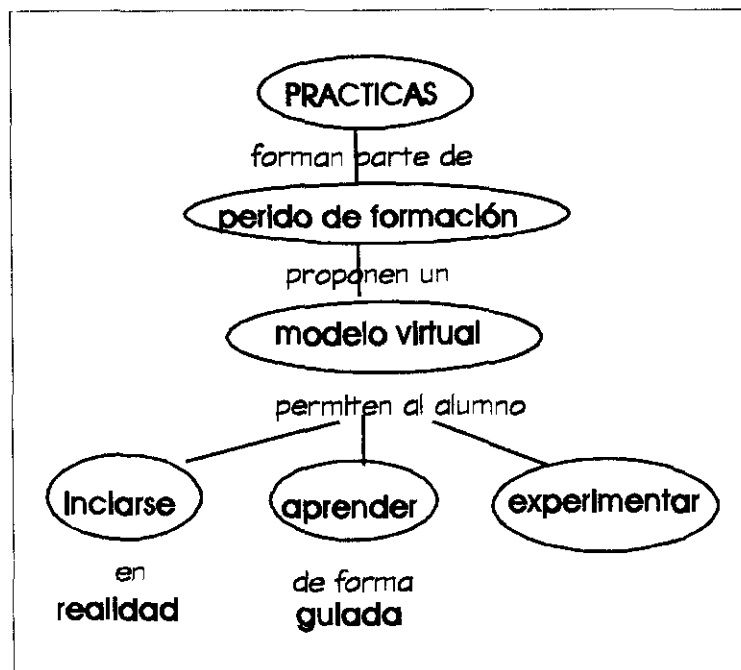 PRACTICAS
forman parte de
perido de formación
proponen un
modelo virtual
permiten al alumno
inciarse
aprender
experimentar
en
realidad
de forma
guiada